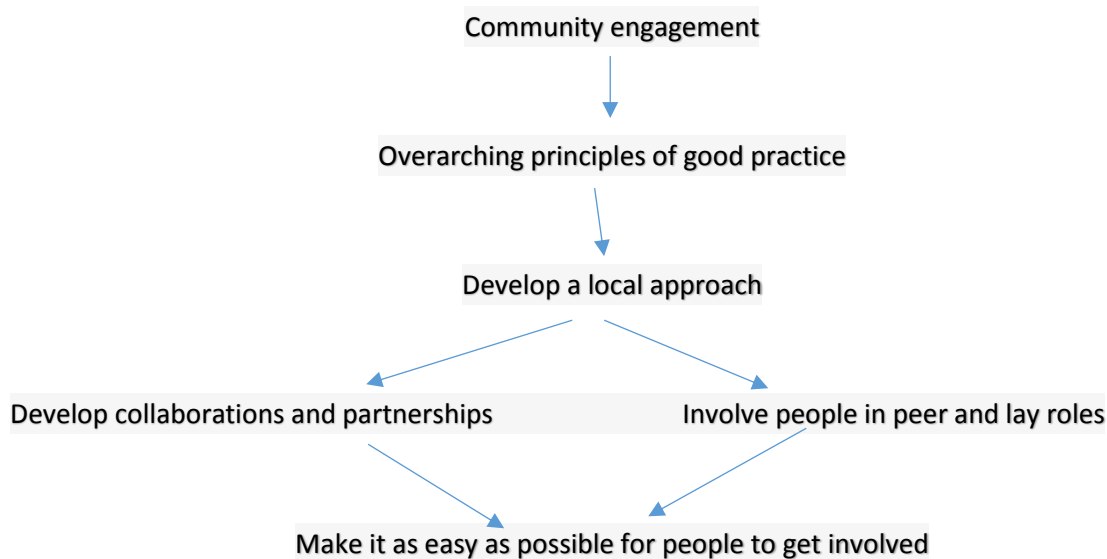 Community engagement
Overarching principles of good practice
Develop a local approach
Develop collaborations and partnerships
Involve people in peer and lay roles
Make it as easy as possible for people to get involved